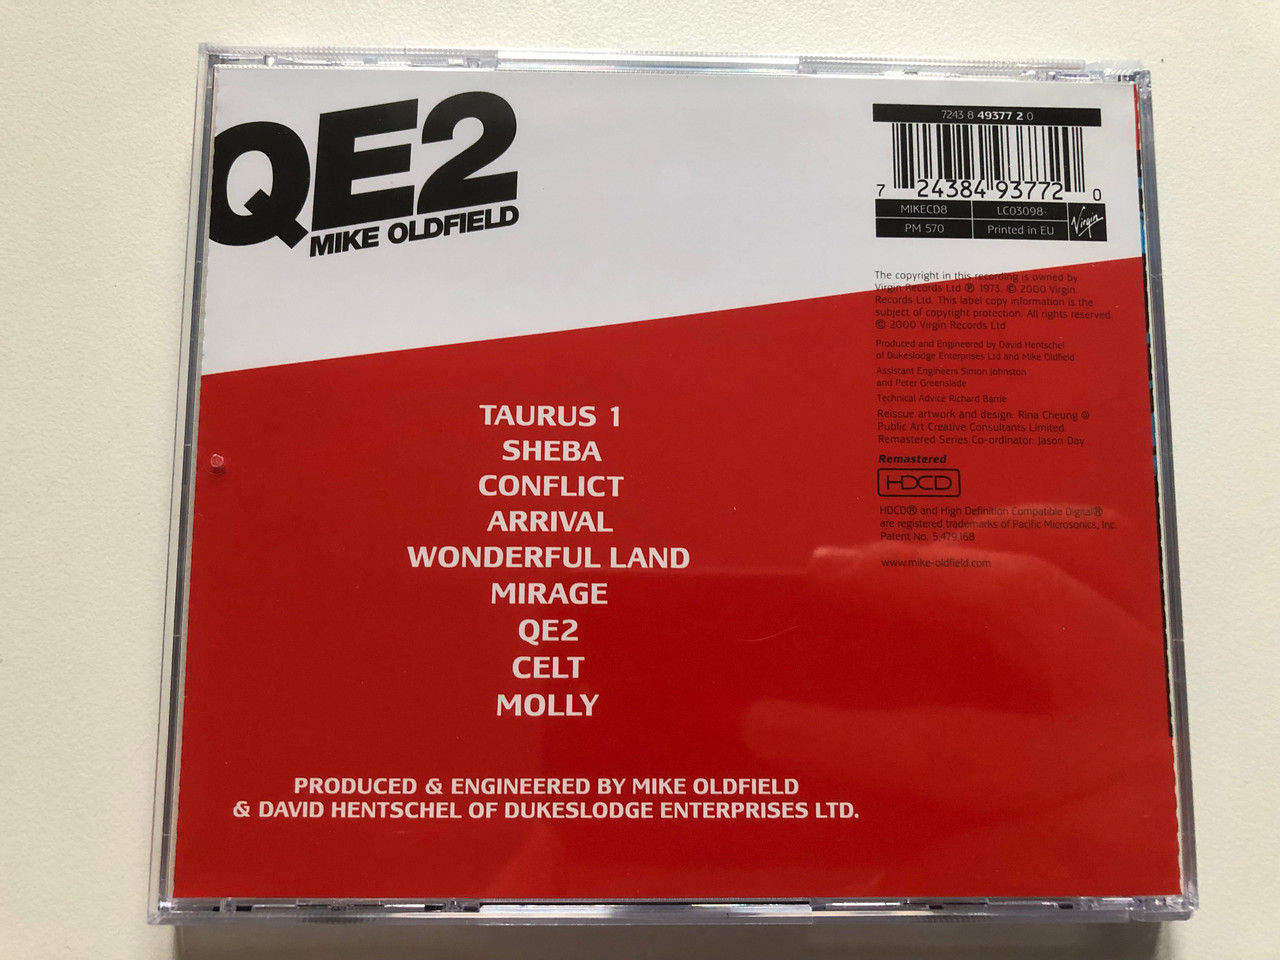 QE2
MIKE OLDFIELD
7243 8 49377 2 0
7 24384 93772 0
MIKECD8
LC03098-
PM 570
Printed in EU
Virgin
The copyright in this recording is owned by
Virgin Records Ltd ℗ 1973. © 2000 Virgin
Records Ltd. This label copy information is the
subject of copyright protection. All rights reserved.
© 2000 Virgin Records Ltd
Produced and Engineered by David Hentschel
of Dukeslodge Enterprises Ltd and Mike Oldfield
Assistant Engineers Simon Johnston
and Peter Greenslade
Technical Advice Richard Barrie
Reissue artwork and design Rina Cheung @
Public Art Creative Consultants Limited
Remastered Series Co-ordinator: Jason Day
Remastered
HDCD
HDCD® and High Definition Compatible Digital®
are registered trademarks of Pacific Microsonics, Inc.
Patent No. 5,479,168
www.mike-oldfield.com
TAURUS 1
SHEBA
CONFLICT
ARRIVAL
WONDERFUL LAND
MIRAGE
QE2
CELT
MOLLY
PRODUCED & ENGINEERED BY MIKE OLDFIELD
& DAVID HENTSCHEL OF DUKESLODGE ENTERPRISES LTD.